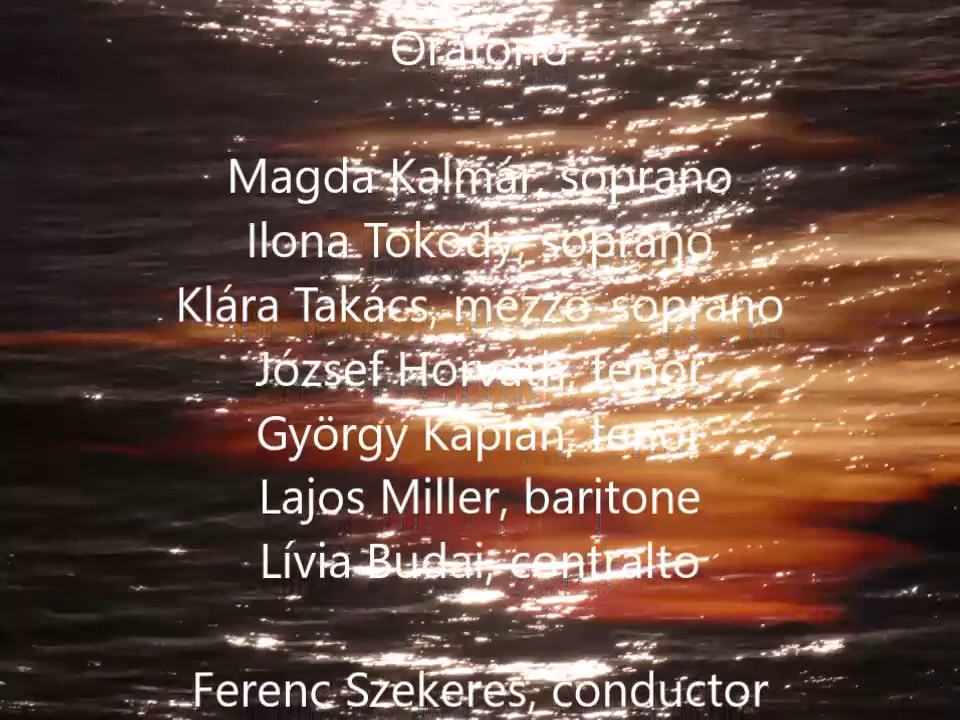 Oratorio
Magda Kalmár, soprano
Ilona Tokody, soprano
Klára Takács, mezzo-soprano
József Horváth, tenor
György Kaplan, tenor
Lajos Miller, baritone
Lívia Budai, contralto
Ferenc Szekeres, conductor